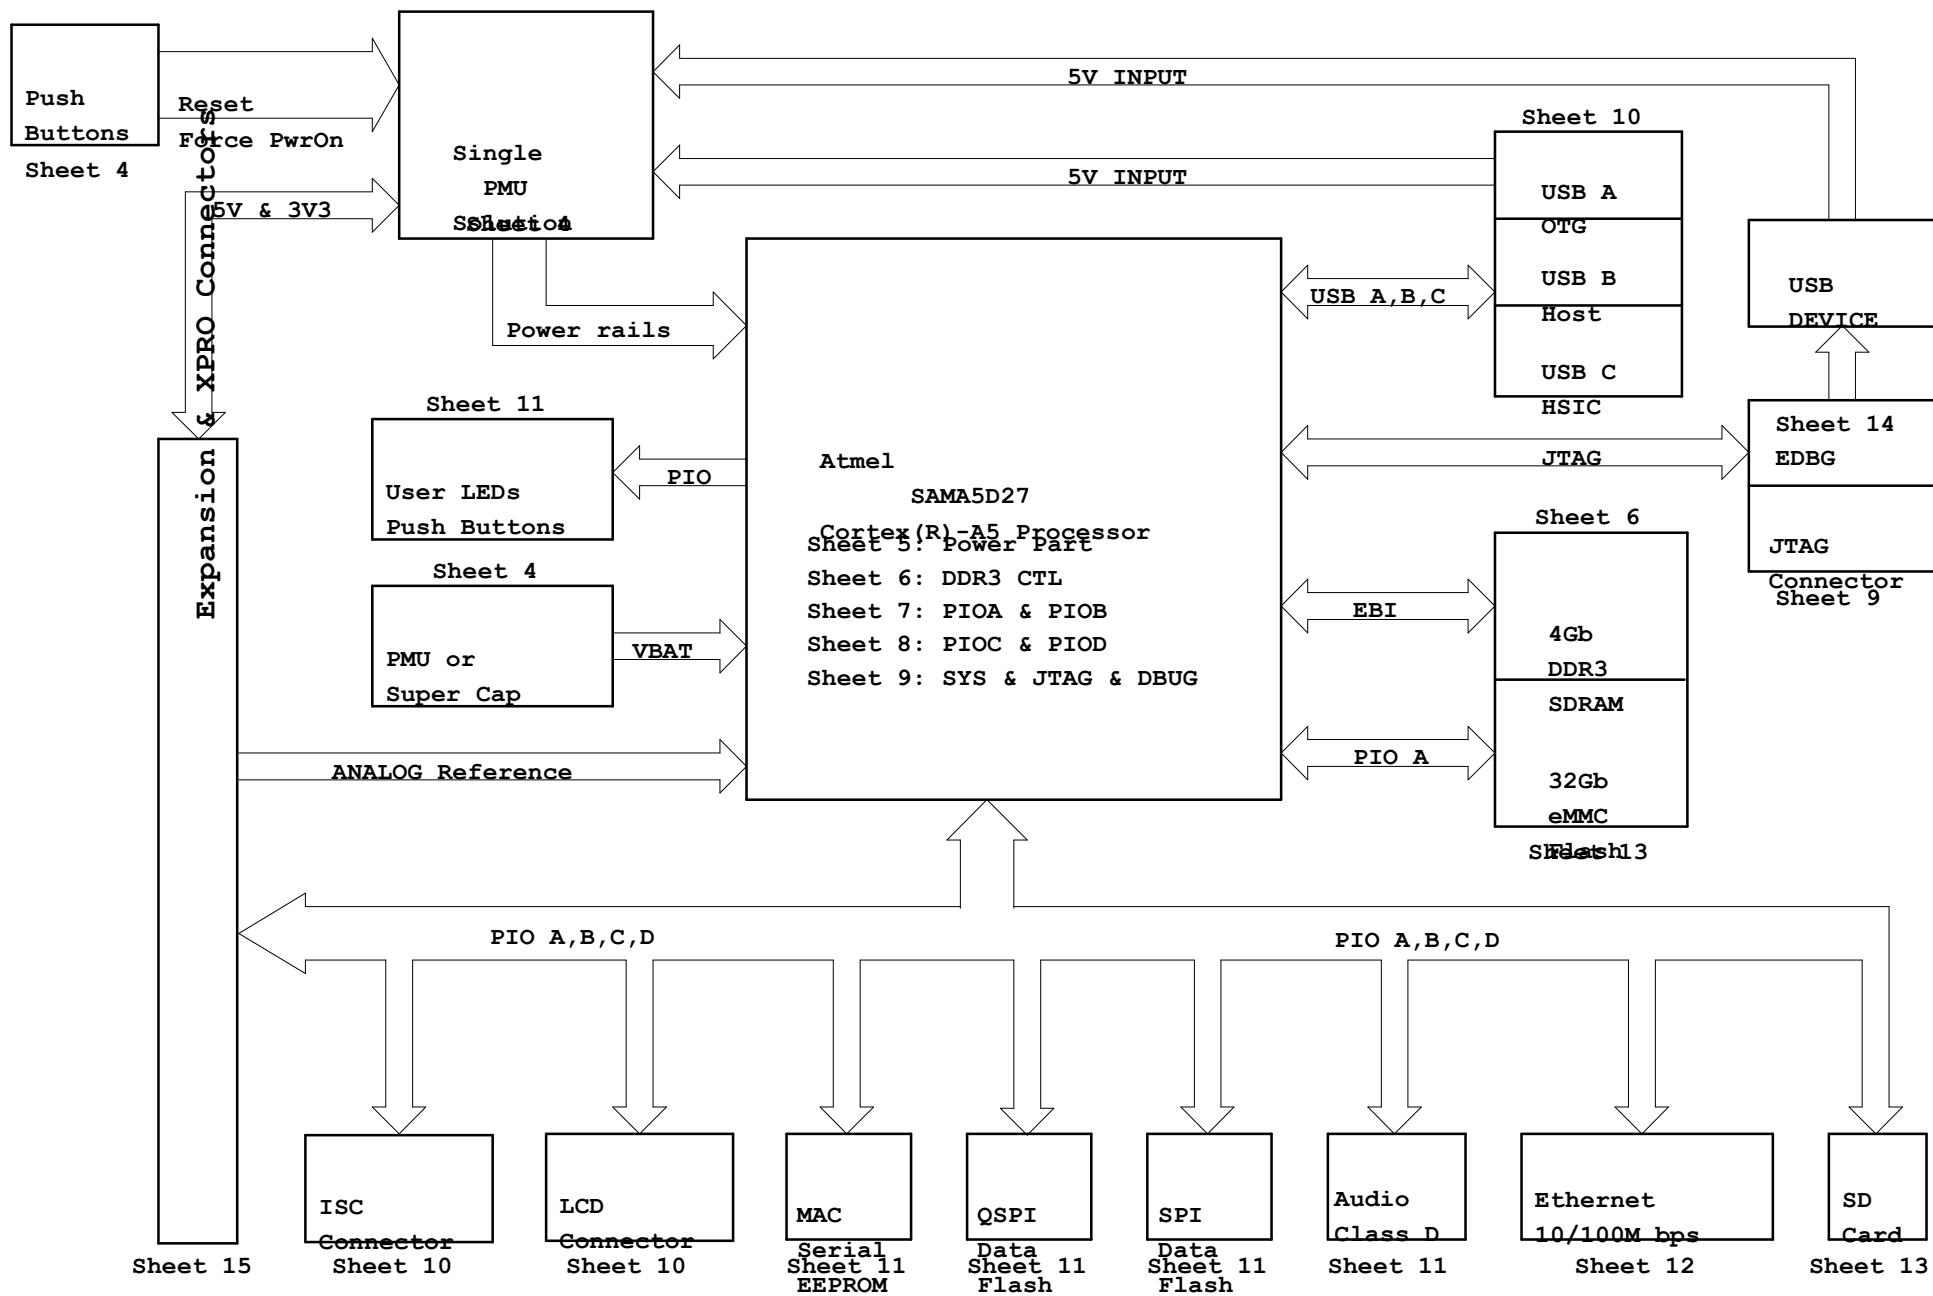 Push
Buttons
Sheet 4
Reset
Force PwrOn
5V & 3V3
Single
PMU
Solution
Sheet 4
5V INPUT
5V INPUT
Sheet 10
USB A
OTG
USB B
Host
USB C
HSIC
USB A,B,C
USB
DEVICE
Power rails
Expansion & XPRO Connectors
Sheet 11
User LEDs
Push Buttons
PIO
Sheet 4
PMU or
Super Cap
VBAT
ANALOG Reference
Atmel
SAMA5D27
Cortex(R)-A5 Processor
Sheet 5: Power Part
Sheet 6: DDR3 CTL
Sheet 7: PIOA & PIOB
Sheet 8: PIOC & PIOD
Sheet 9: SYS & JTAG & DBUG
JTAG
Sheet 14
EDBG
JTAG
Connector
Sheet 9
Sheet 6
EBI
4Gb
DDR3
SDRAM
PIO A
32Gb
eMMC
Flash
Sheet 13
PIO A,B,C,D
PIO A,B,C,D
Sheet 15
ISC
Connector
Sheet 10
LCD
Connector
Sheet 10
MAC
Serial
EEPROM
Sheet 11
QSPI
Data
Flash
Sheet 11
SPI
Data
Flash
Sheet 11
Audio
Class D
Sheet 11
Ethernet
10/100M bps
Sheet 12
SD
Card
Sheet 13